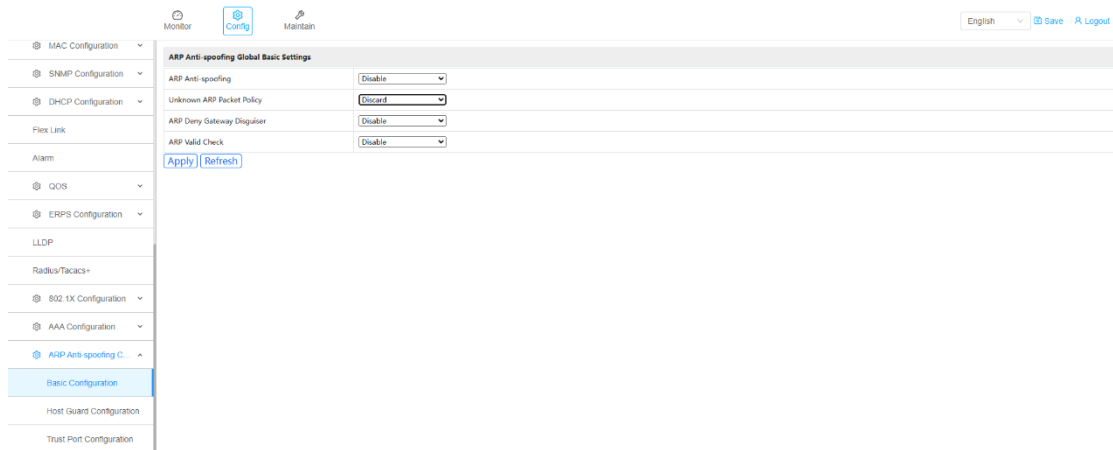 Monitor
Config
Maintain
English
Save
Logout
MAC Configuration
SNMP Configuration
DHCP Configuration
Flex Link
Alarm
QOS
ERPS Configuration
LLDP
Radius/Tacacs+
802.1X Configuration
AAA Configuration
ARP Anti-spoofing C...
Basic Configuration
Host Guard Configuration
Trust Port Configuration
ARP Anti-spoofing Global Basic Settings
ARP Anti-spoofing Disable
Unknown ARP Packet Policy Discard
ARP Deny Gateway Disguiser Disable
ARP Valid Check Disable
Apply Refresh